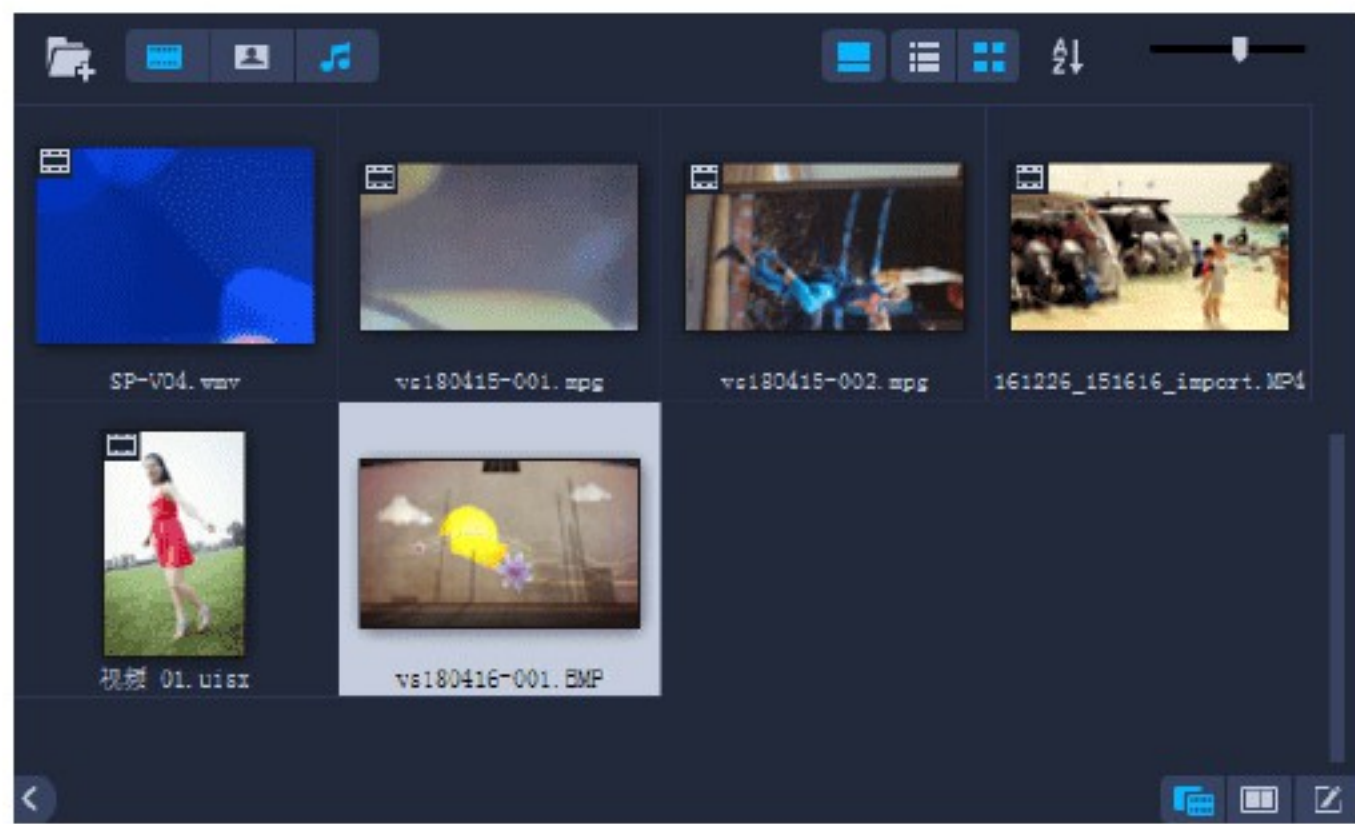 A
Z
SP-V04.wmv
vs180415-001.mpg
vs180415-002.mpg
161226_151616_import.MP4
视频 01.uisx
vs180416-001.BMP